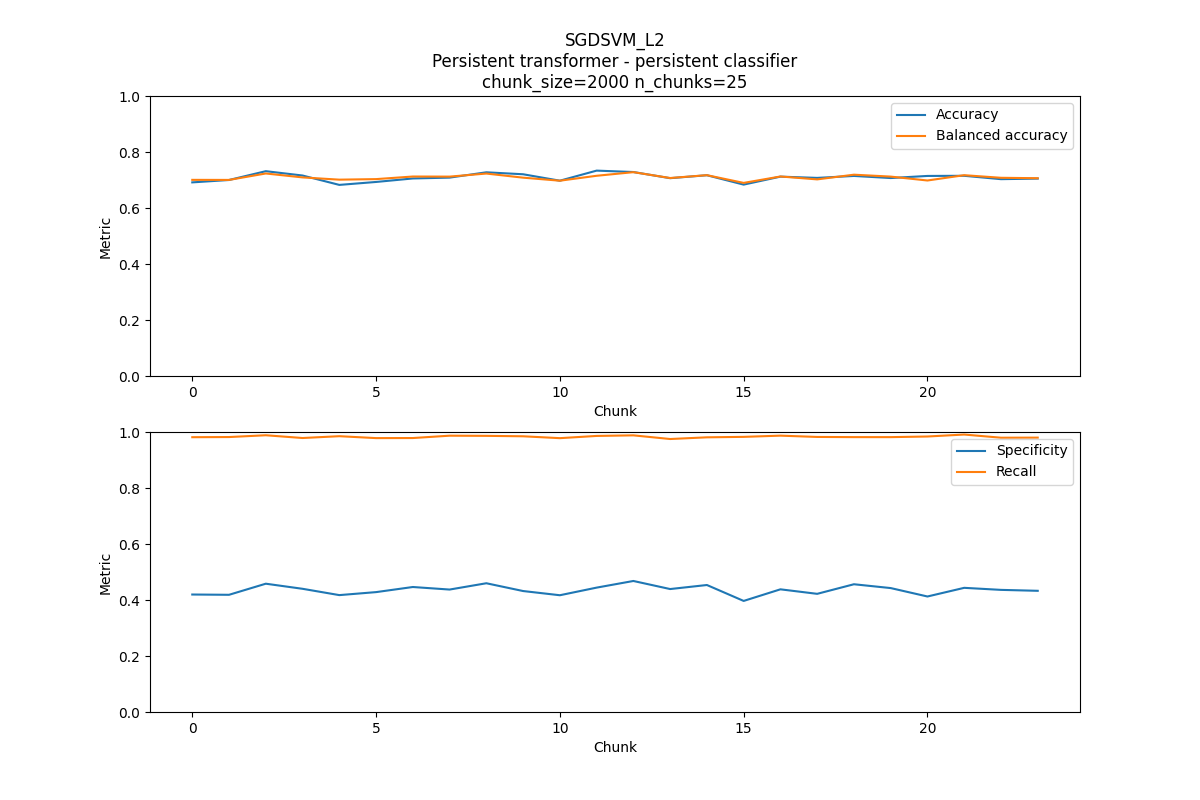 SGDSVM_L2
Persistent transformer - persistent classifier
chunk_size=2000 n_chunks=25
1.0
0.8
0.6
0.4
0.2
0.0
Metric
Accuracy
Balanced accuracy
0 5 10 15 20
Chunk
1.0
0.8
0.6
0.4
0.2
0.0
Metric
Specificity
Recall
0 5 10 15 20
Chunk